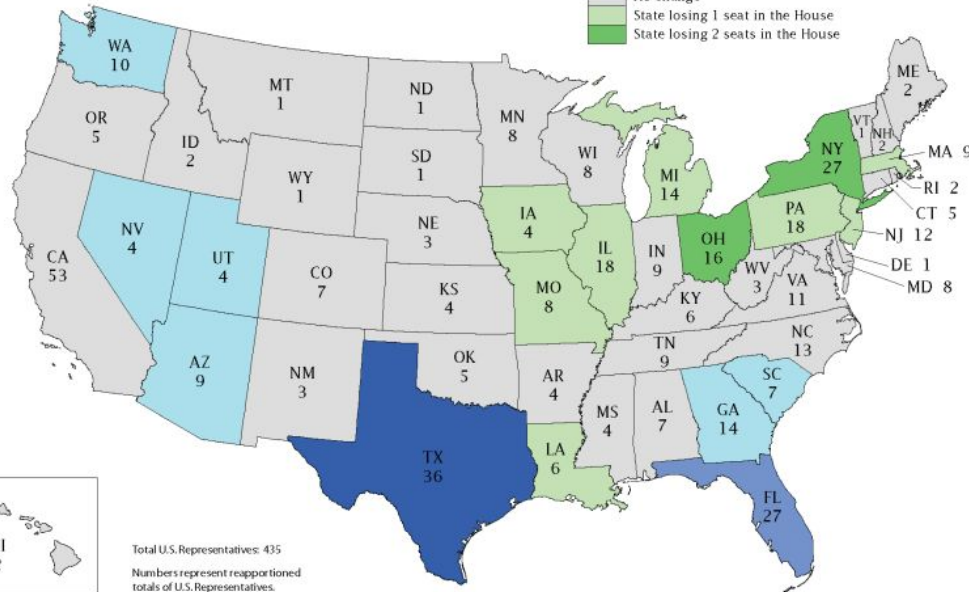 State losing 1 seat in the House
State losing 2 seats in the House
WA
10
MT
1
ND
1
MN
8
ME
2
VT
1
NH
2
OR
5
ID
2
SD
1
WI
8
MI
14
NY
27
MA 9
RI 2
WY
1
CT 5
NV
4
UT
4
NE
3
IA
4
IL
18
IN
9
OH
16
PA
18
NJ 12
DE 1
MD 8
CA
53
CO
7
KS
4
MO
8
KY
6
WV
3
VA
11
AZ
9
NM
3
OK
5
AR
4
TN
9
NC
13
SC
7
MS
4
AL
7
GA
14
TX
36
LA
6
FL
27
Total U.S. Representatives: 435
Numbers represent reapportioned
totals of U.S. Representatives.